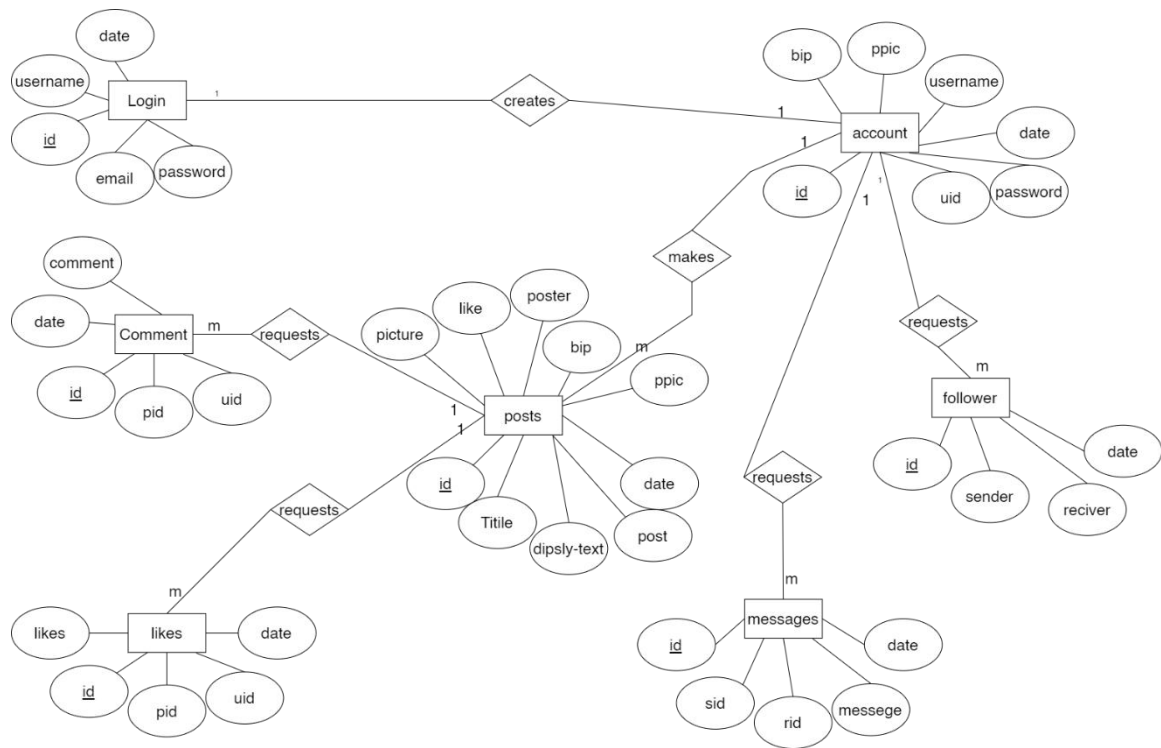 date
username
Login
id
email
password
1
creates
1
bip
ppic
username
account
date
id
uid
password
1
1
1
makes
m
requests
m
follower
id
sender
reciver
date
comment
date
Comment
id
pid
uid
m
requests
1
picture
like
poster
bip
ppic
posts
id
Titile
dipsly-text
post
date
1
requests
m
likes
likes
date
id
pid
uid
requests
m
messages
id
sid
rid
messege
date